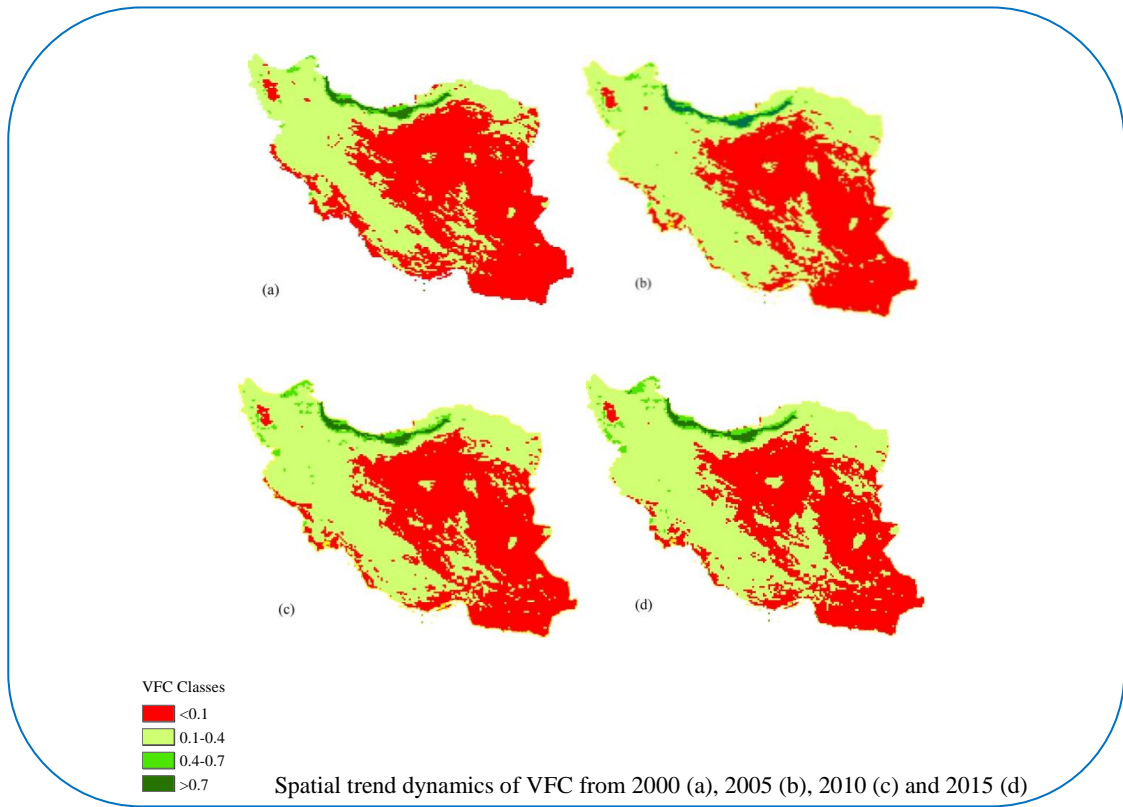 (a)
(b)
(c)
(d)
VFC Classes
<0.1
0.1-0.4
0.4-0.7
>0.7
Spatial trend dynamics of VFC from 2000 (a), 2005 (b), 2010 (c) and 2015 (d)